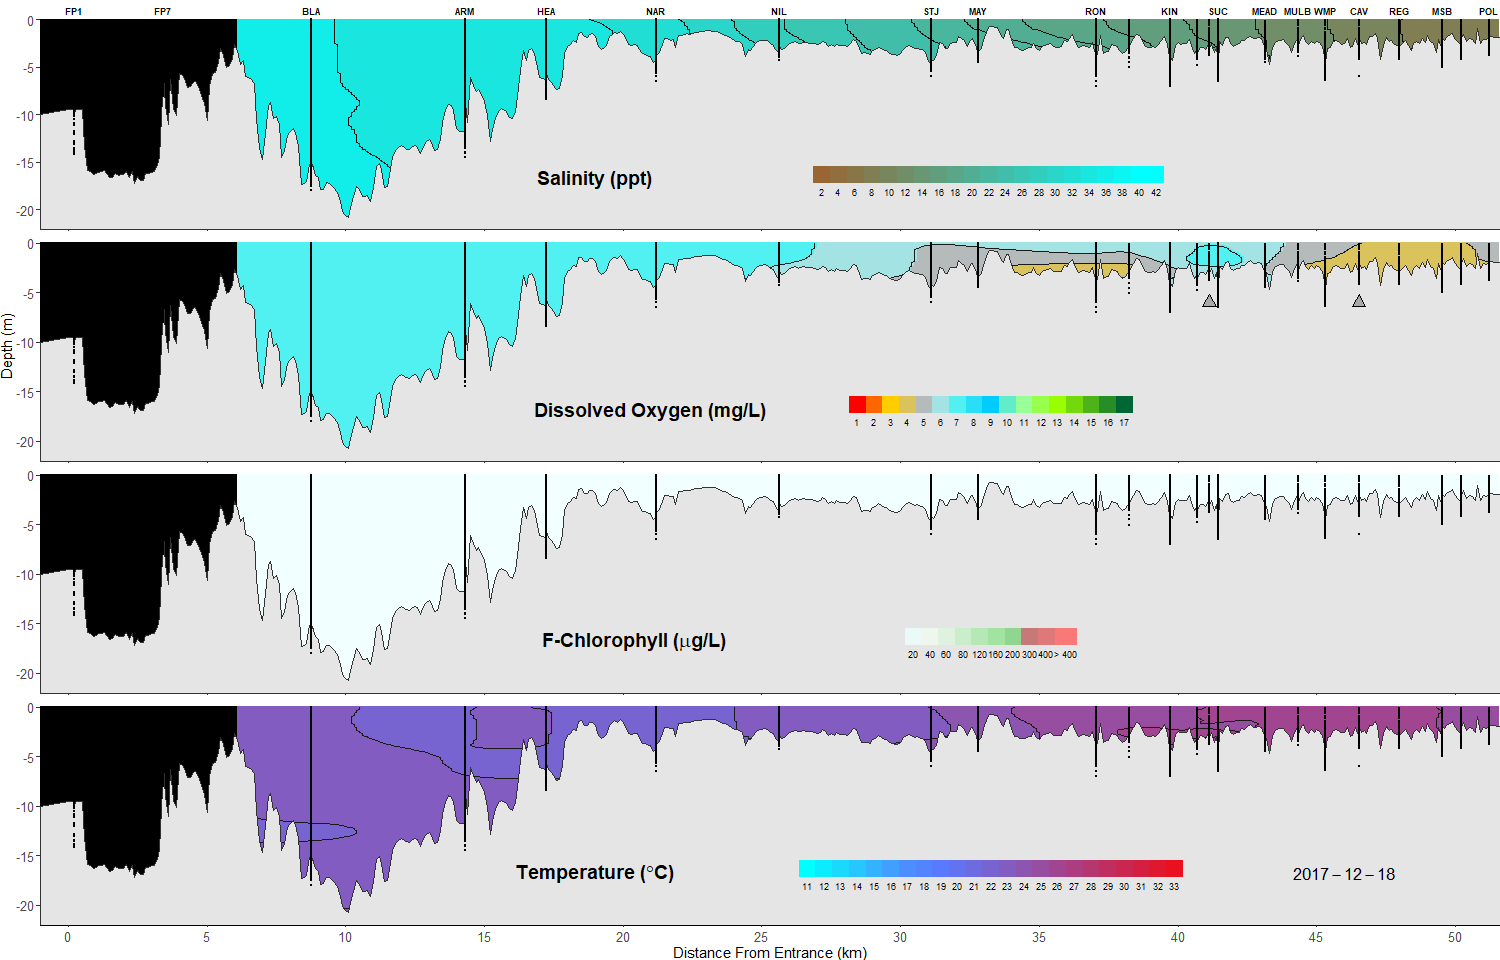 FP1 FP7 BLA ARM HEA NAR NIL STJ MAY RON KIN SUC MEAD MULB WMP CAV REG MSB POL
0
-5
-10
-15
-20
Salinity (ppt)
2 4 6 8 10 12 14 16 18 20 22 24 26 28 30 32 34 36 38 40 42
0
-5
-10
-15
-20
Dissolved Oxygen (mg/L)
1 2 3 4 5 6 7 8 9 10 11 12 13 14 15 16 17
Depth (m)
0
-5
-10
-15
-20
F-Chlorophyll (μg/L)
20 40 60 80 120 160 200 300 400 > 400
0
-5
-10
-15
-20
Temperature (°C)
11 12 13 14 15 16 17 18 19 20 21 22 23 24 25 26 27 28 29 30 31 32 33
2017 – 12 – 18
0 5 10 15 20 25 30 35 40 45 50
Distance From Entrance (km)